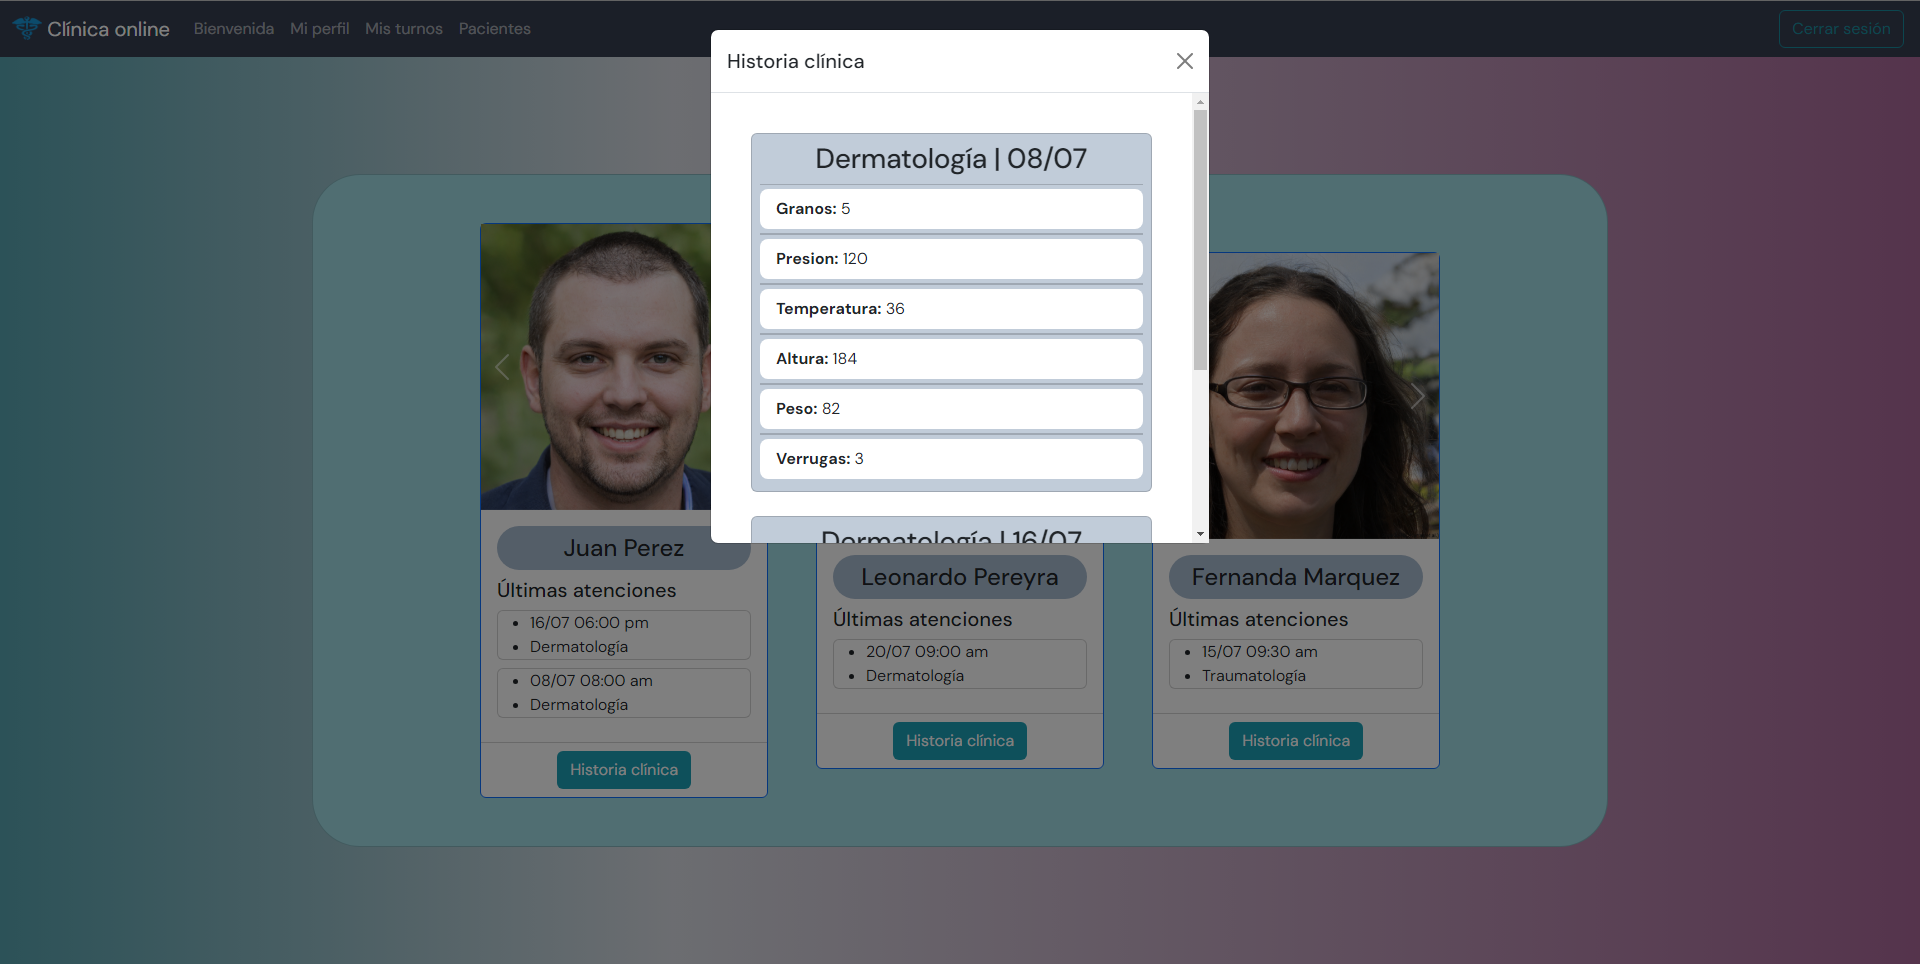 Clínica online
Bienvenida
Mi perfil
Mis turnos
Pacientes
Cerrar sesión
Historia clínica
Dermatología | 08/07
Granos: 5
Presion: 120
Temperatura: 36
Altura: 184
Peso: 82
Verrugas: 3
Dermatología | 16/07
Juan Perez
Últimas atenciones
16/07 06:00 pm
Dermatología
08/07 08:00 am
Dermatología
Historia clínica
Leonardo Pereyra
Últimas atenciones
20/07 09:00 am
Dermatología
Historia clínica
Fernanda Marquez
Últimas atenciones
15/07 09:30 am
Traumatología
Historia clínica